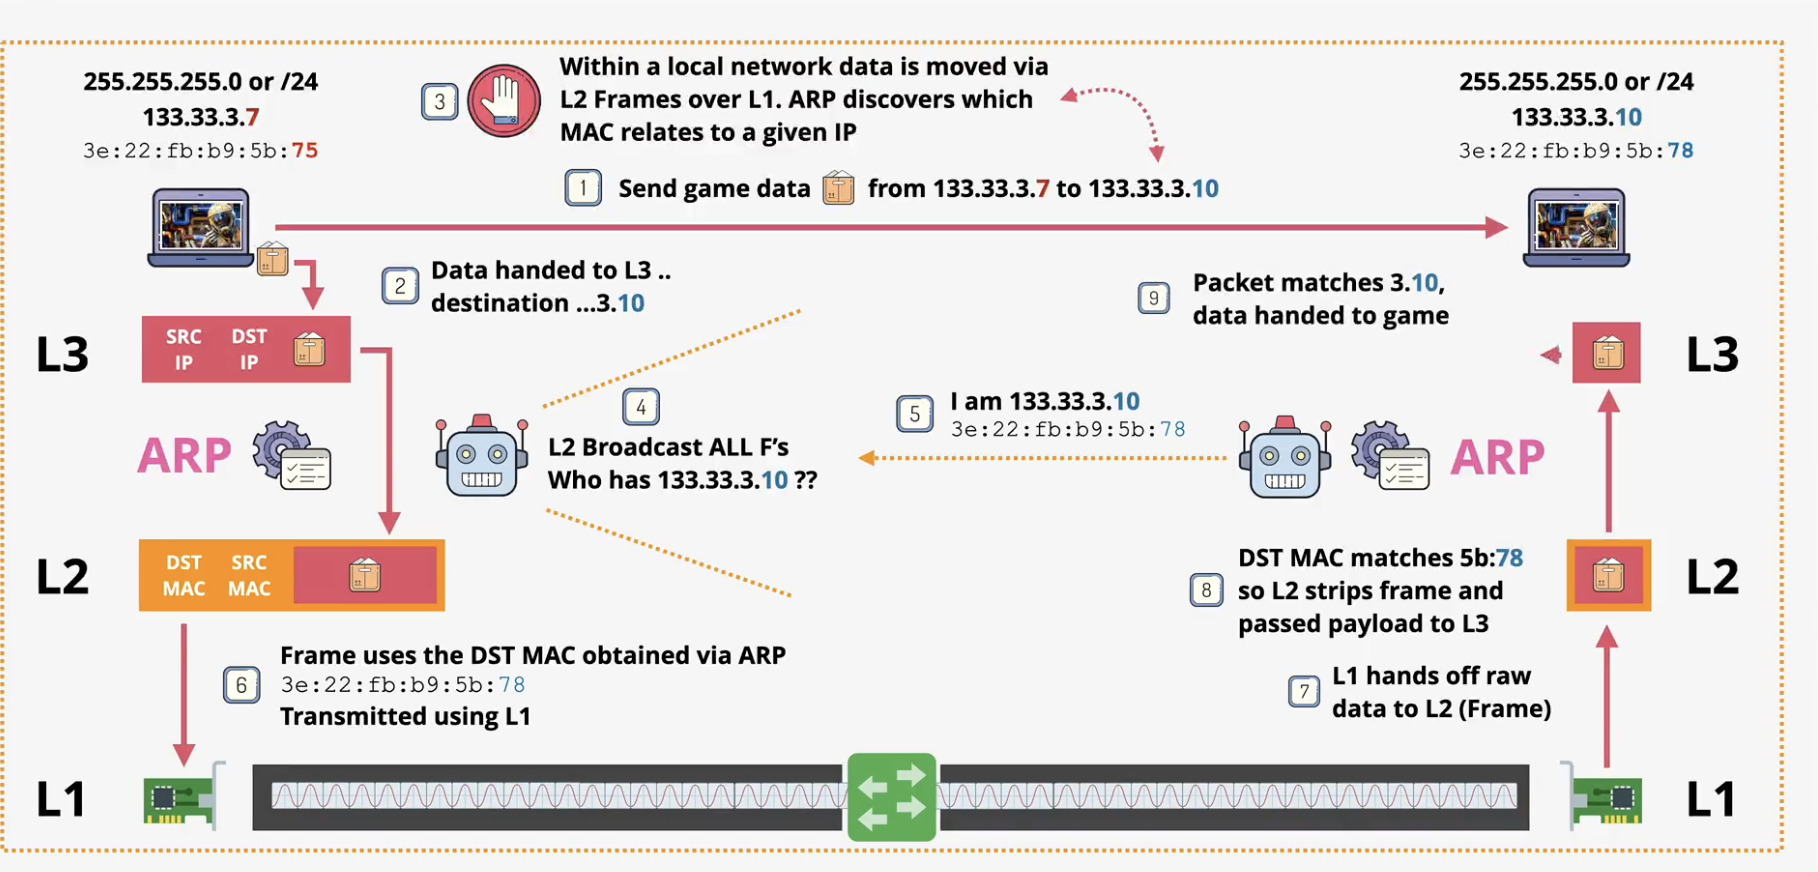 255.255.255.0 or /24
133.33.3.7
3e:22:fb:b9:5b:75
3
Within a local network data is moved via
L2 Frames over L1. ARP discovers which
MAC relates to a given IP
255.255.255.0 or /24
133.33.3.10
3e:22:fb:b9:5b:78
1
Send game data from 133.33.3.7 to 133.33.3.10
2
Data handed to L3 ..
destination ...3.10
9
Packet matches 3.10,
data handed to game
L3
SRC IP
DST IP
L3
4
L2 Broadcast ALL F's
Who has 133.33.3.10 ??
5
I am 133.33.3.10
3e:22:fb:b9:5b:78
ARP
ARP
L2
DST MAC
SRC MAC
8
DST MAC matches 5b:78
so L2 strips frame and
passed payload to L3
L2
6
Frame uses the DST MAC obtained via ARP
3e:22:fb:b9:5b:78
Transmitted using L1
7
L1 hands off raw
data to L2 (Frame)
L1
L1